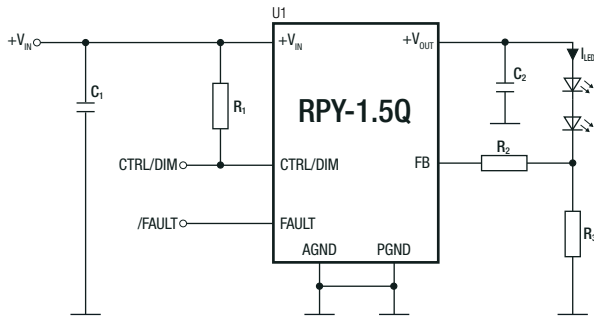 U1
+VIN
+VIN
+VOUT
ILED
C1
C2
R1
RPY-1.5Q
R2
CTRL/DIM
CTRL/DIM
FB
/FAULT
FAULT
R3
AGND
PGND